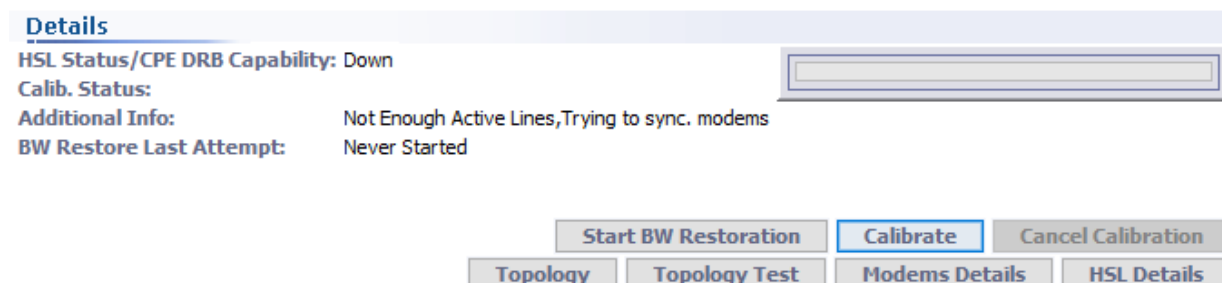 Details
HSL Status/CPE DRB Capability: Down
Calib. Status:
Additional Info: Not Enough Active Lines,Trying to sync. modems
BW Restore Last Attempt: Never Started
Start BW Restoration Calibrate Cancel Calibration
Topology Topology Test Modems Details HSL Details